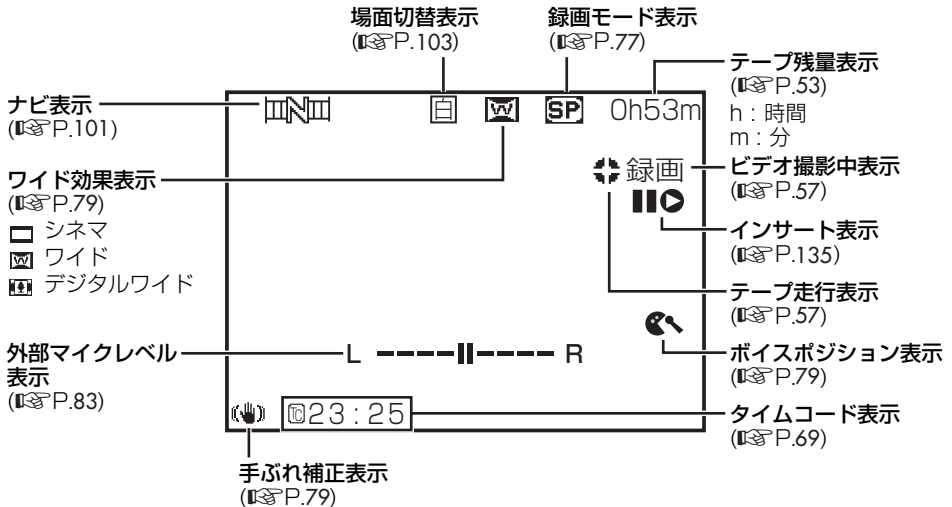 場面切替表示
(P.103)
録画モード表示
(P.77)
テープ残量表示
(P.53)
h:時間
m:分
ナビ表示
(P.101)
ワイド効果表示
(P.79)
シネマ
ワイド
デジタルワイド
外部マイクレベル
表示
(P.83)
N 白 W SP 0h53m
録画
L R
TC 23:25
ビデオ撮影中表示
(P.57)
インサート表示
(P.135)
テープ走行表示
(P.57)
ボイスポジション表示
(P.79)
タイムコード表示
(P.69)
手ぶれ補正表示
(P.79)